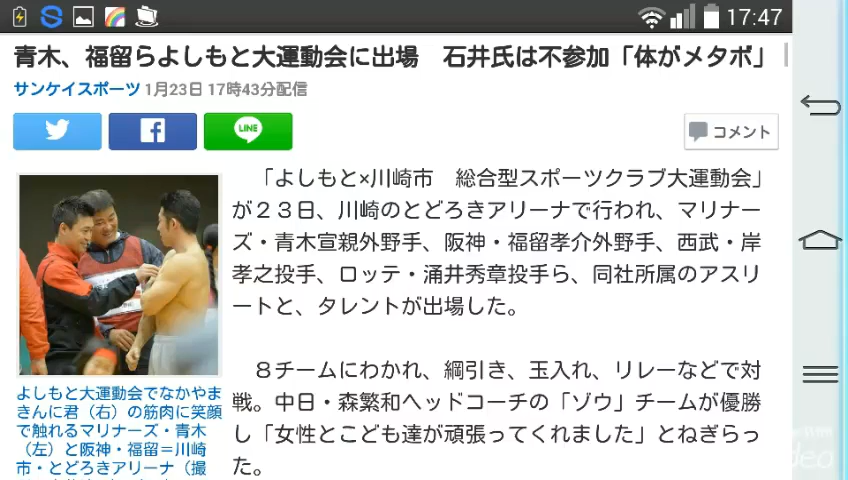 17:47
青木、福留らよしもと大運動会に出場　石井氏は不参加「体がメタボ」
サンケイスポーツ 1月23日 17時43分配信
LINE
コメント
「よしもと×川崎市　総合型スポーツクラブ大運動会」
が２３日、川崎のとどろきアリーナで行われ、マリナー
ズ・青木宣親外野手、阪神・福留孝介外野手、西武・岸
孝之投手、ロッテ・涌井秀章投手ら、同社所属のアスリ
ートと、タレントが出場した。
８チームにわかれ、綱引き、玉入れ、リレーなどで対
戦。中日・森繁和ヘッドコーチの「ゾウ」チームが優勝
し「女性とこども達が頑張ってくれました」とねぎらっ
た。
よしもと大運動会でなかやま
きんに君（右）の筋肉に笑顔
で触れるマリナーズ・青木
（左）と阪神・福留＝川崎
市・とどろきアリーナ（撮